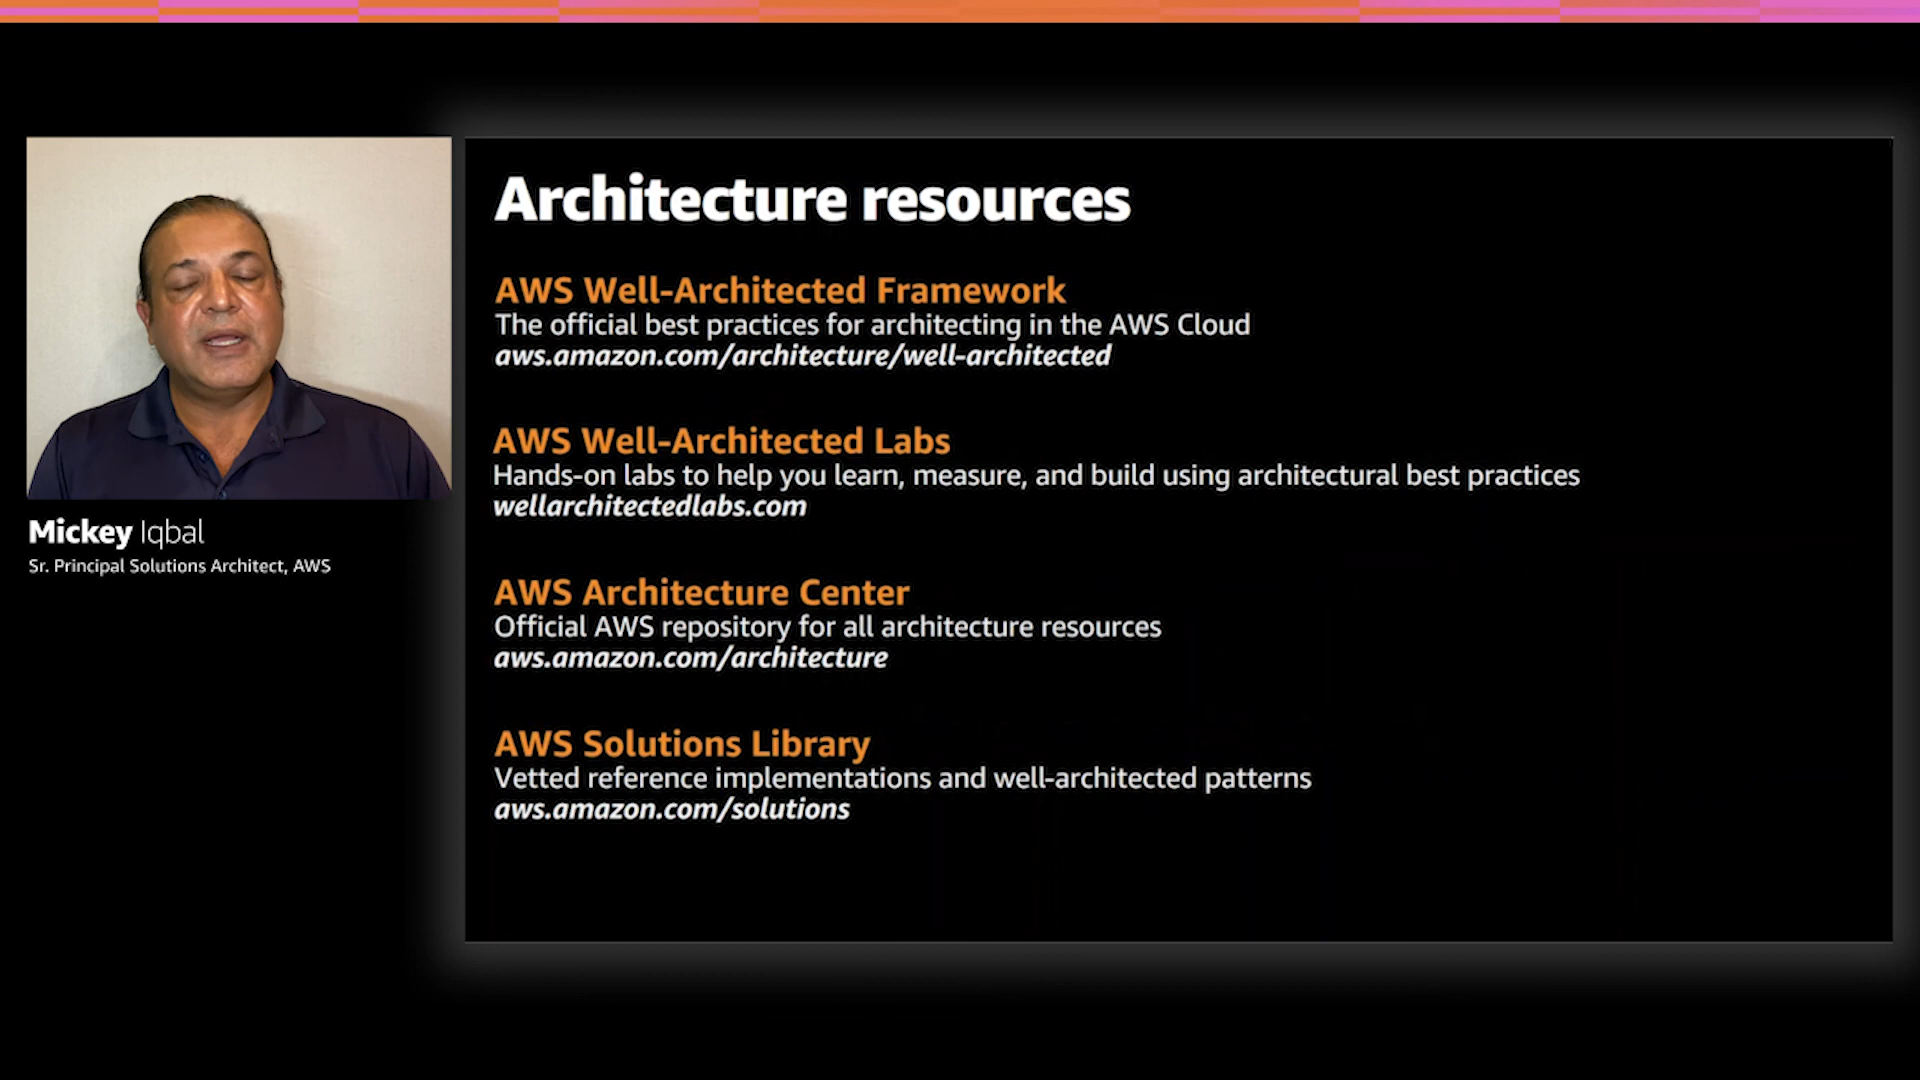 Architecture resources
AWS Well-Architected Framework
The official best practices for architecting in the AWS Cloud
aws.amazon.com/architecture/well-architected
AWS Well-Architected Labs
Hands-on labs to help you learn, measure, and build using architectural best practices
wellarchitectedlabs.com
AWS Architecture Center
Official AWS repository for all architecture resources
aws.amazon.com/architecture
AWS Solutions Library
Vetted reference implementations and well-architected patterns
aws.amazon.com/solutions
Mickey Iqbal
Sr. Principal Solutions Architect, AWS